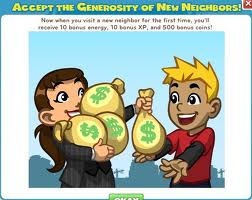 ACCEPT THE GENEROSITY OF NEW NEIGHBORS!
Now when you visit a new neighbor for the first time, you'll
receive 10 bonus energy, 10 bonus XP, and 500 bonus coins!
$
$
$
$
$
OKAY